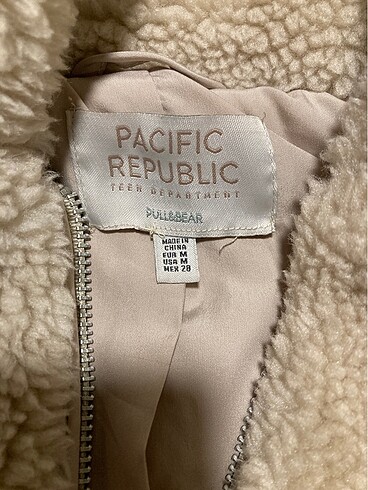 PACIFIC
REPUBLIC
TEEN DEPARTMENT
PULL&BEAR
MADE IN
CHINA
EUR M
USA M
MEX 28